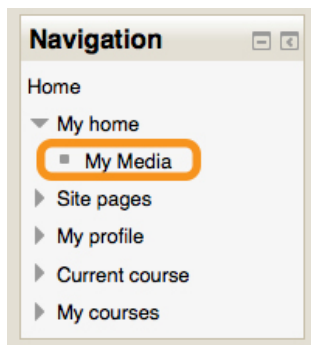 Navigation
Home
My home
My Media
Site pages
My profile
Current course
My courses